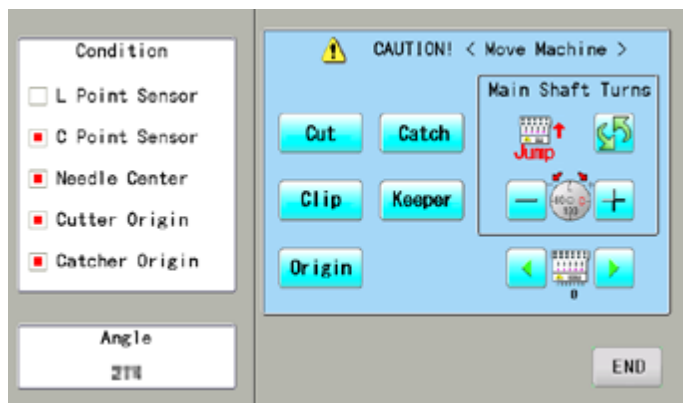 Condition
L Point Sensor
C Point Sensor
Needle Center
Cutter Origin
Catcher Origin
Angle
CAUTION! < Move Machine >
Main Shaft Turns
Cut
Catch
Jump
Clip
Keeper
Origin
0
END